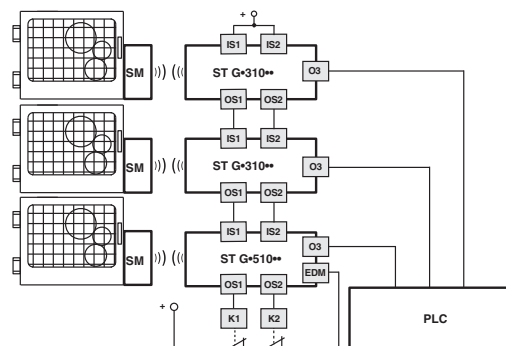 +
IS1 IS2
SM ST G•310•• O3
OS1 OS2
IS1 IS2
SM ST G•310•• O3
OS1 OS2
IS1 IS2
O3
SM ST G•510••
EDM
OS1 OS2
+
K1 K2
PLC